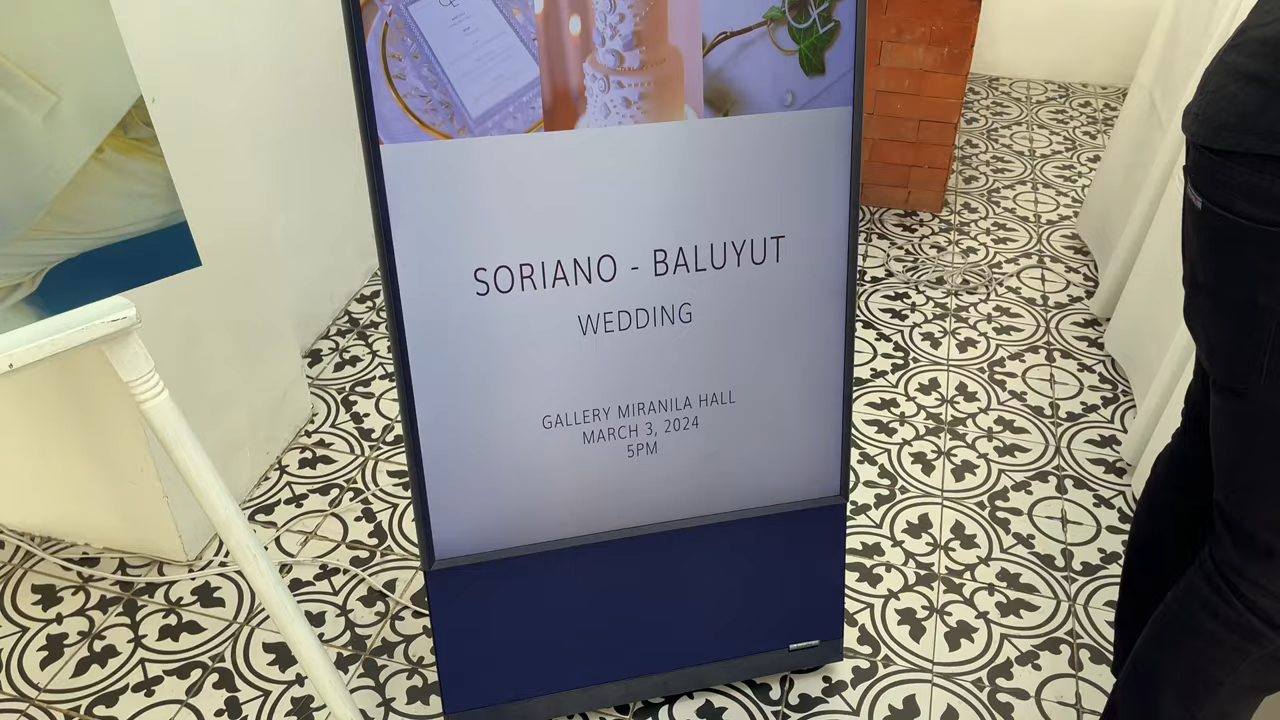 SORIANO - BALUYUT
WEDDING
GALLERY MIRANILA HALL
MARCH 3, 2024
5PM